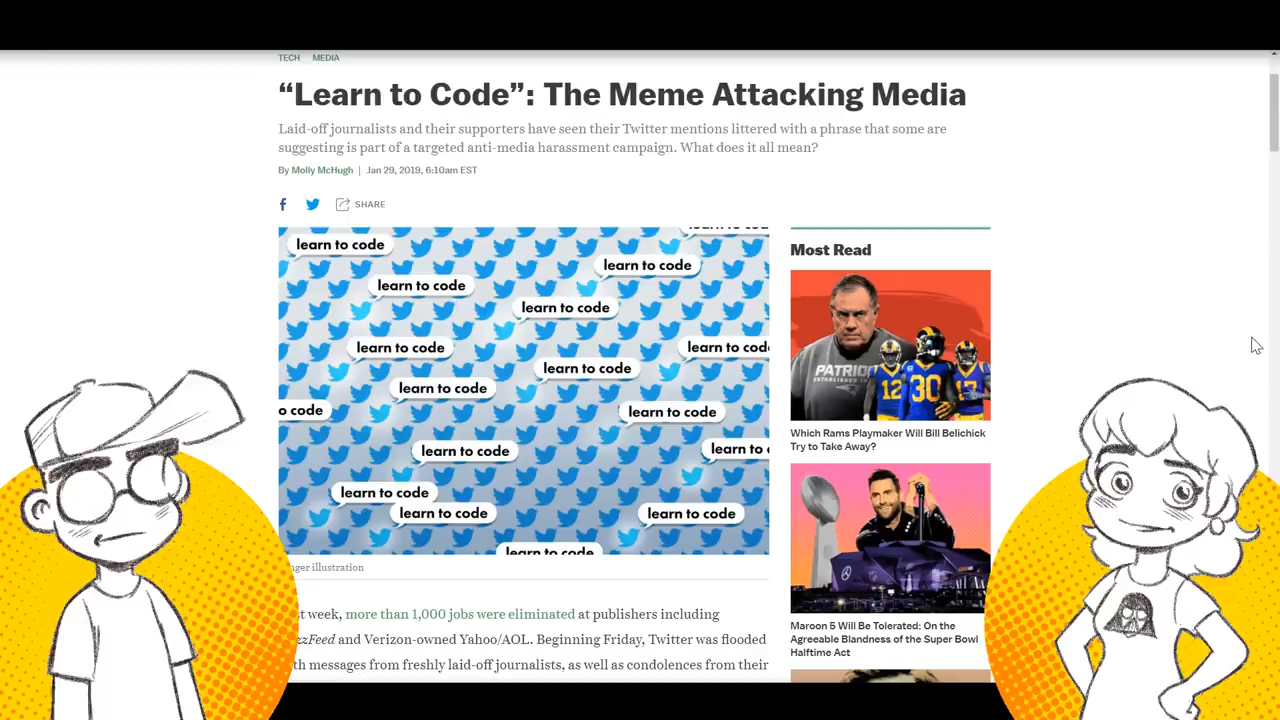 TECH MEDIA
“Learn to Code”: The Meme Attacking Media
Laid-off journalists and their supporters have seen their Twitter mentions littered with a phrase that some are
suggesting is part of a targeted anti-media harassment campaign. What does it all mean?
By Molly McHugh | Jan 29, 2019, 6:10am EST
SHARE
learn to code
learn to code
learn to code
learn to code
learn to code
learn to
learn to code
learn to code
o code
learn to code
learn to code
learn to
learn to code
learn to code
learn to code
learn to code
learn to code
nger illustration
Most Read
PATRIO
ESTABLISHED IN
12
30
17
Which Rams Playmaker Will Bill Belichick
Try to Take Away?
Maroon 5 Will Be Tolerated: On the
Agreeable Blandness of the Super Bowl
Halftime Act
st week, more than 1,000 jobs were eliminated at publishers including
zzFeed and Verizon-owned Yahoo/AOL. Beginning Friday, Twitter was flooded
th messages from freshly laid-off journalists, as well as condolences from their